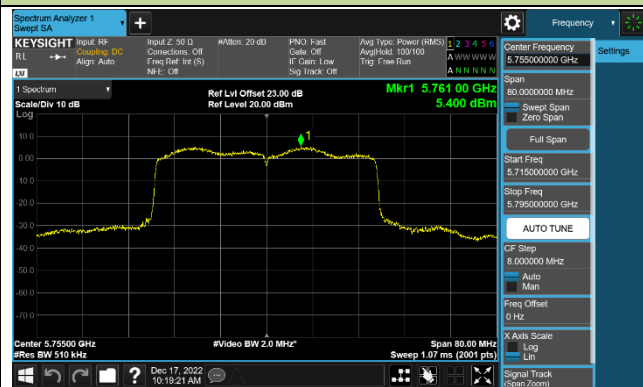 Spectrum Analyzer 1
Swept SA
+
Frequency
KEYSIGHT
Input: RF
Input Z: 50 Ω
#Atten: 20 dB
PNO: Fast
Avg Type: Power (RMS)
1 2 3 4 5 6
RL
Coupling: DC
Corrections: Off
Gate: Off
Avg|Hold: 100/100
A W W W W W
Align: Auto
Freq Ref: Int (S)
IF Gain: Low
Trig: Free Run
NFE: Off
Sig Track: Off
A N N N N N
LXI
1 Spectrum
Scale/Div 10 dB
Ref Lvl Offset 23.00 dB
Ref Level 20.00 dBm
Mkr1 5.761 00 GHz
5.400 dBm
Log
10.0
0.00
-10.0
-20.0
-30.0
-40.0
-50.0
-60.0
-70.0
1
Center 5.75500 GHz
#Video BW 2.0 MHz*
Span 80.00 MHz
#Res BW 510 kHz
Sweep 1.07 ms (2001 pts)
Dec 17, 2022
10:19:21 AM
Center Frequency
5.755000000 GHz
Settings
Span
80.0000000 MHz
Swept Span
Zero Span
Full Span
Start Freq
5.715000000 GHz
Stop Freq
5.795000000 GHz
AUTO TUNE
CF Step
8.000000 MHz
Auto
Man
Freq Offset
0 Hz
X Axis Scale
Log
Lin
Signal Track
(Span Zoom)